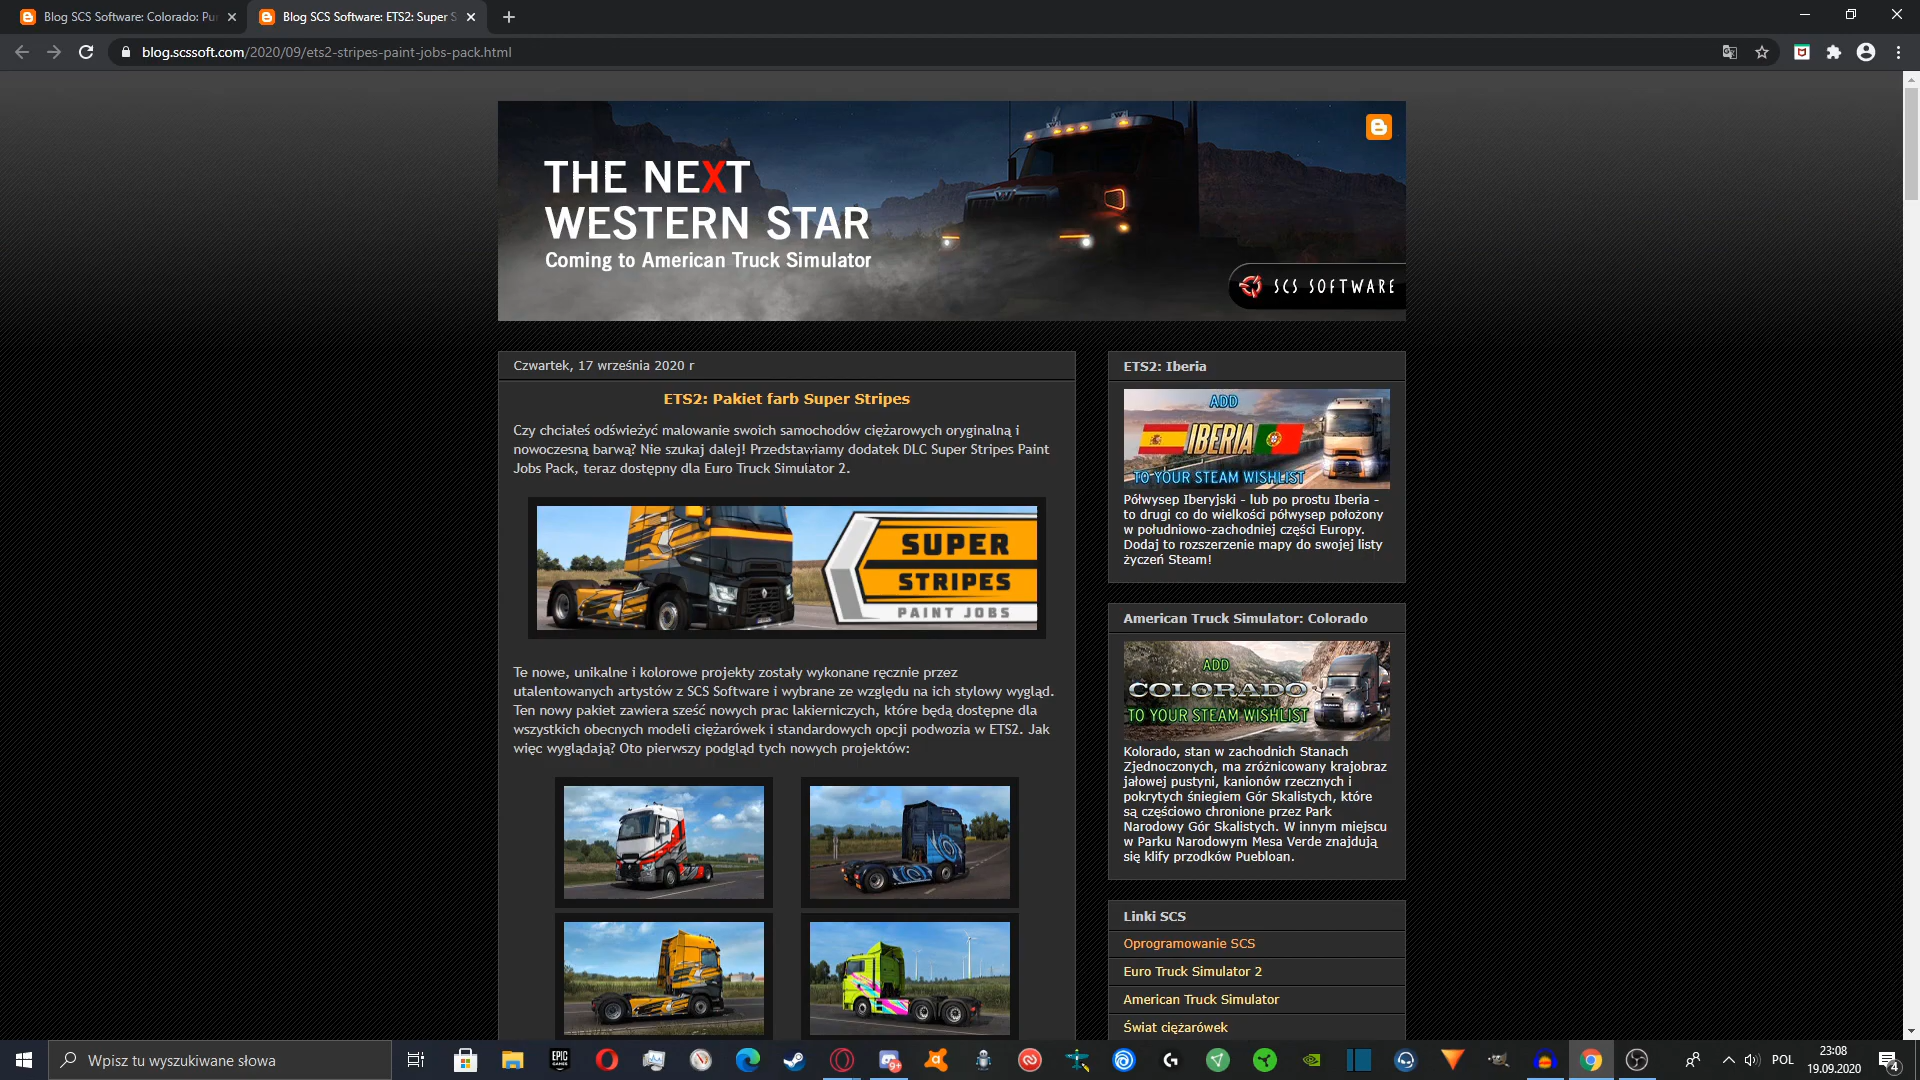 Blog SCS Software: Colorado: Pu
Blog SCS Software: ETS2: Super S
blog.scssoft.com/2020/09/ets2-stripes-paint-jobs-pack.html
THE NEXT
WESTERN STAR
Coming to American Truck Simulator
SCS SOFTWARE
Czwartek, 17 września 2020 r
ETS2: Pakiet farb Super Stripes
Czy chciałeś odświeżyć malowanie swoich samochodów ciężarowych oryginalną i
nowoczesną barwą? Nie szukaj dalej! Przedstawiamy dodatek DLC Super Stripes Paint
Jobs Pack, teraz dostępny dla Euro Truck Simulator 2.
SUPER
STRIPES
PAINT JOBS
Te nowe, unikalne i kolorowe projekty zostały wykonane ręcznie przez
utalentowanych artystów z SCS Software i wybrane ze względu na ich stylowy wygląd.
Ten nowy pakiet zawiera sześć nowych prac lakierniczych, które będą dostępne dla
wszystkich obecnych modeli ciężarówek i standardowych opcji podwozia w ETS2. Jak
więc wyglądają? Oto pierwszy podgląd tych nowych projektów:
ETS2: Iberia
ADD
IBERIA
TO YOUR STEAM WISHLIST
Półwysep Iberyjski - lub po prostu Iberia -
to drugi co do wielkości półwysep położony
w południowo-zachodniej części Europy.
Dodaj to rozszerzenie mapy do swojej listy
życzeń Steam!
American Truck Simulator: Colorado
ADD
COLORADO
TO YOUR STEAM WISHLIST
Kolorado, stan w zachodnich Stanach
Zjednoczonych, ma zróżnicowany krajobraz
jałowej pustyni, kanionów rzecznych i
pokrytych śniegiem Gór Skalistych, które
są częściowo chronione przez Park
Narodowy Gór Skalistych. W innym miejscu
w Parku Narodowym Mesa Verde znajdują
się klify przodków Puebloan.
Linki SCS
Oprogramowanie SCS
Euro Truck Simulator 2
American Truck Simulator
Świat ciężarówek
Wpisz tu wyszukiwane słowa
EPIC
GAMES
9+
POL
23:08
19.09.2020
4